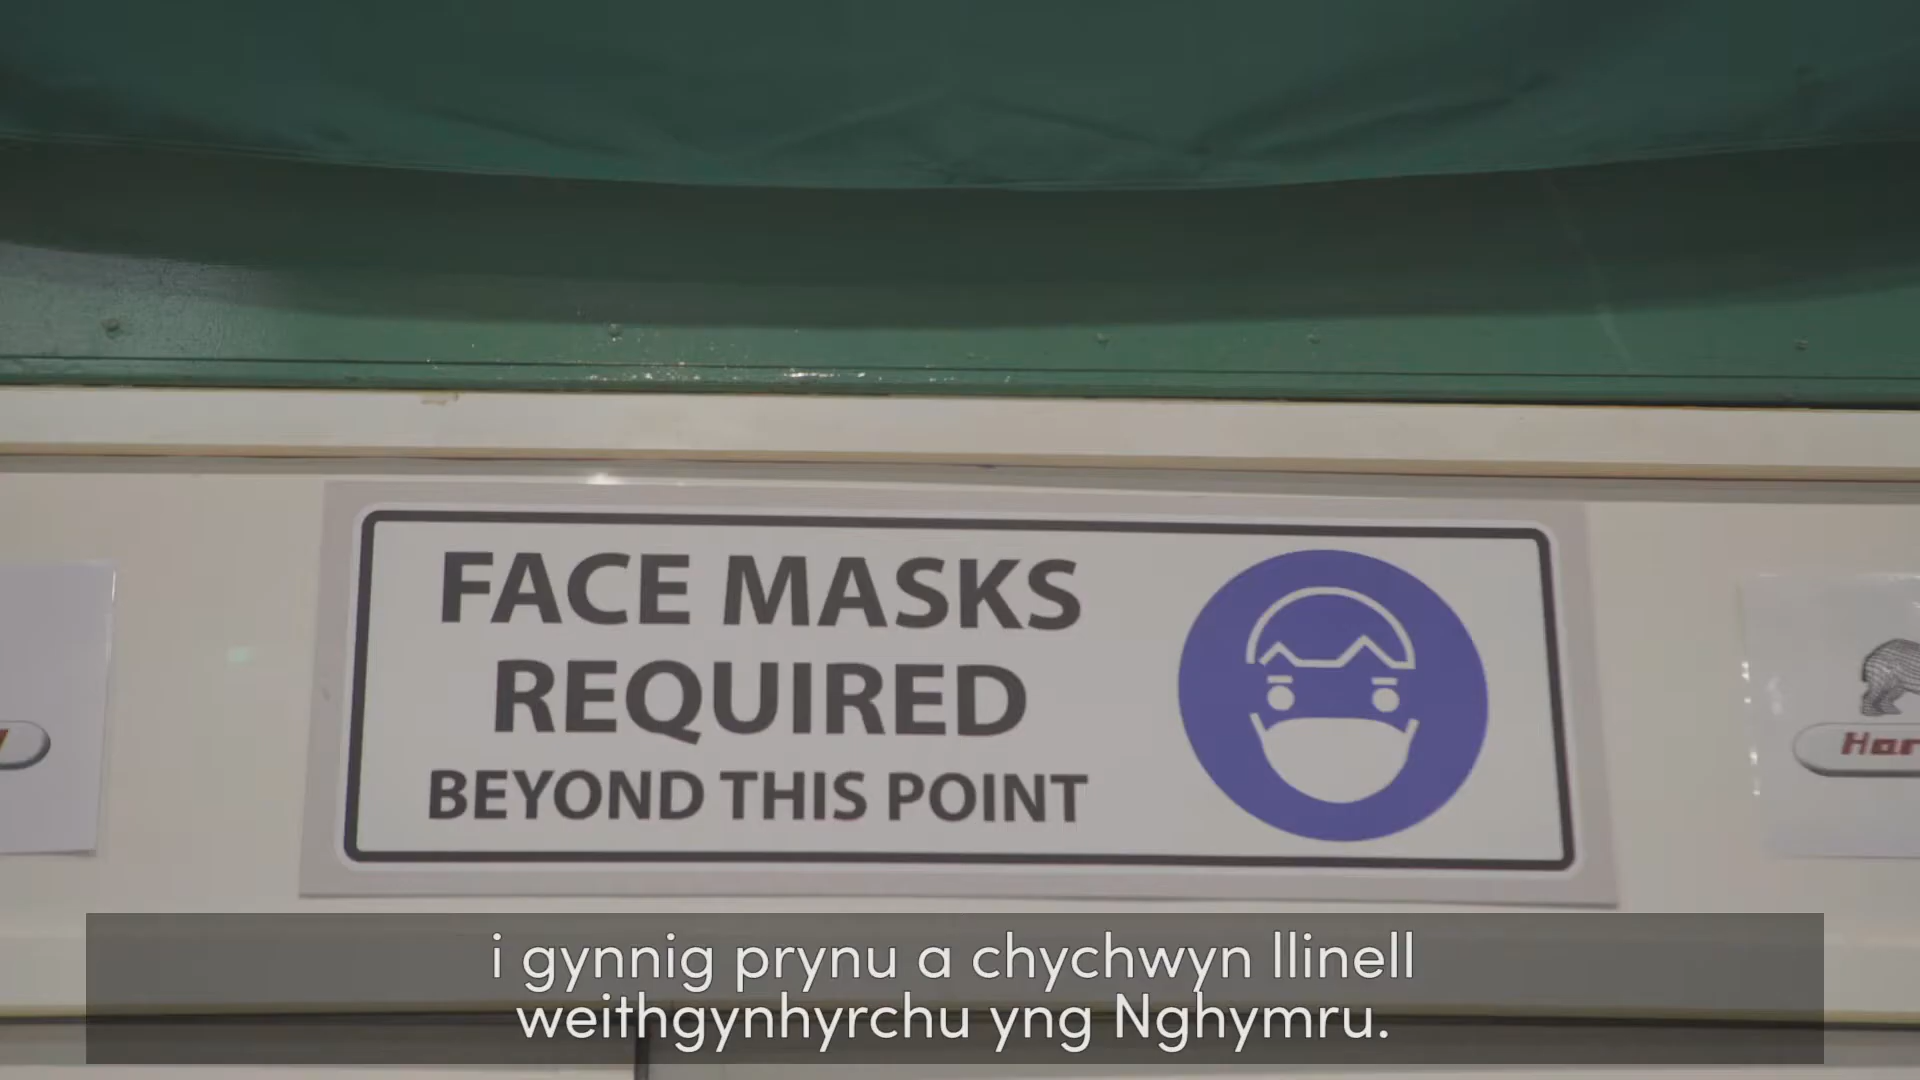 FACE MASKS
REQUIRED
BEYOND THIS POINT
i gynnig prynu a chychwyn llinell
weithgynhyrchu yng Nghymru.